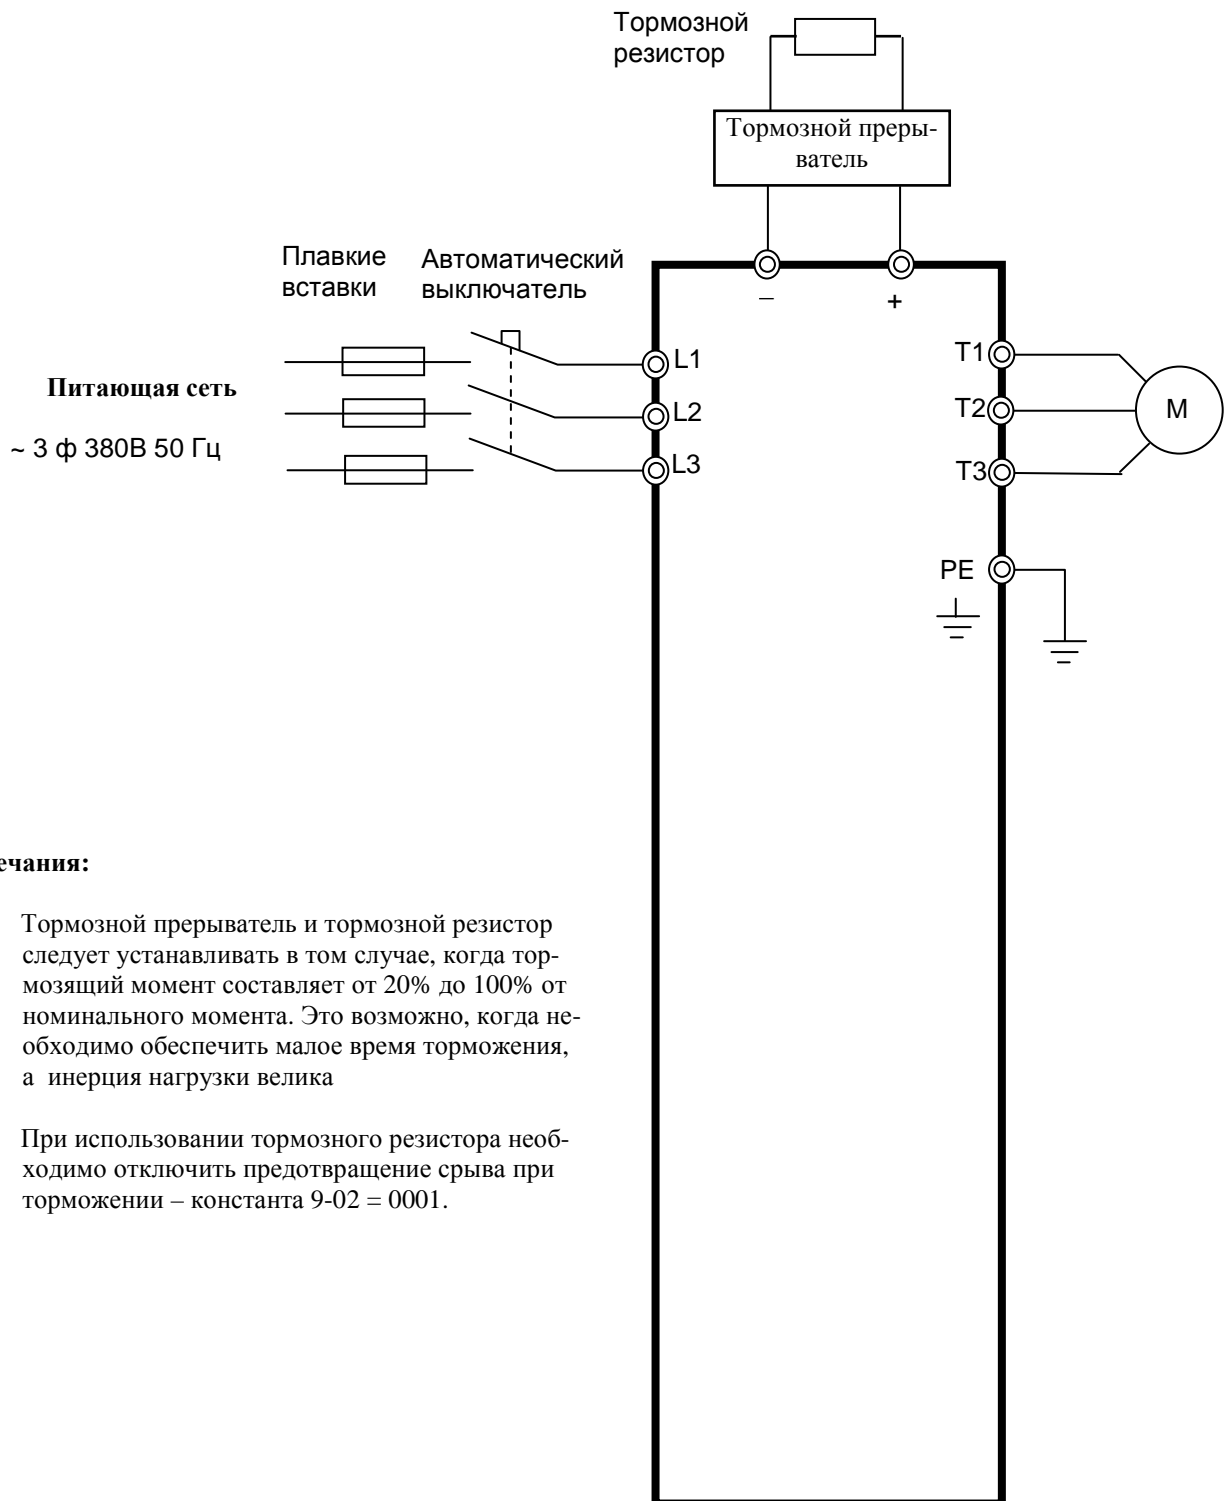 Тормозной
резистор
Тормозной преры-
ватель
Плавкие
вставки
Автоматический
выключатель
–
+
L1
T1
Питающая сеть
L2
T2
M
~ 3 ф 380В 50 Гц
L3
T3
PE
ечания:
Тормозной прерыватель и тормозной резистор
следует устанавливать в том случае, когда тор-
мозящий момент составляет от 20% до 100% от
номинального момента. Это возможно, когда не-
обходимо обеспечить малое время торможения,
а инерция нагрузки велика
При использовании тормозного резистора необ-
ходимо отключить предотвращение срыва при
торможении – константа 9-02 = 0001.